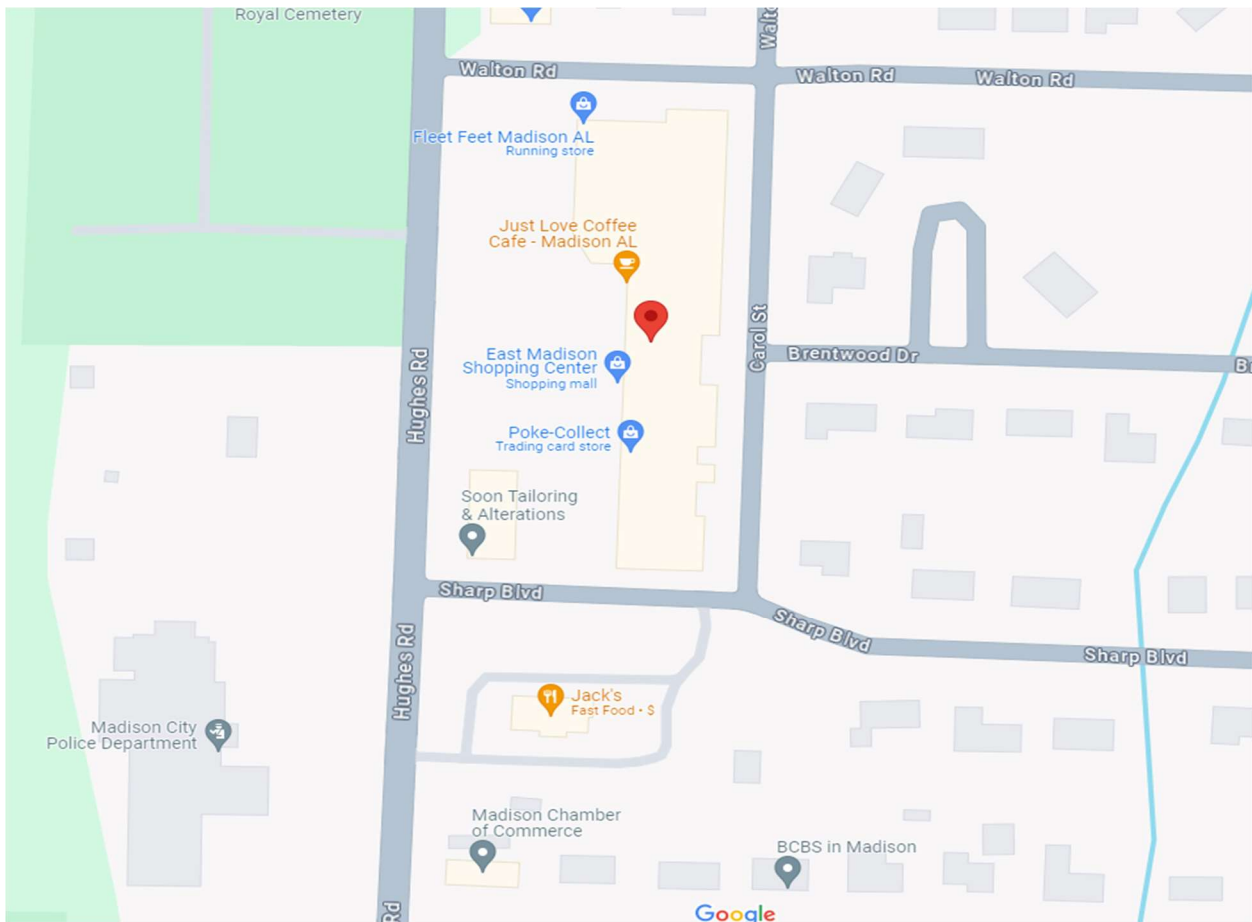 Royal Cemetery
Walton Rd
Walton Rd
Walton Rd
Fleet Feet Madison AL
Running store
Just Love Coffee
Cafe - Madison AL
East Madison
Shopping Center
Shopping mall
Hughes Rd
Carol St
Brentwood Dr
Poke-Collect
Trading card store
Soon Tailoring
& Alterations
Sharp Blvd
Sharp Blvd
Sharp Blvd
Hughes Rd
Jack's
Fast Food • $
Madison City
Police Department
Madison Chamber
of Commerce
BCBS in Madison
Rd
Google